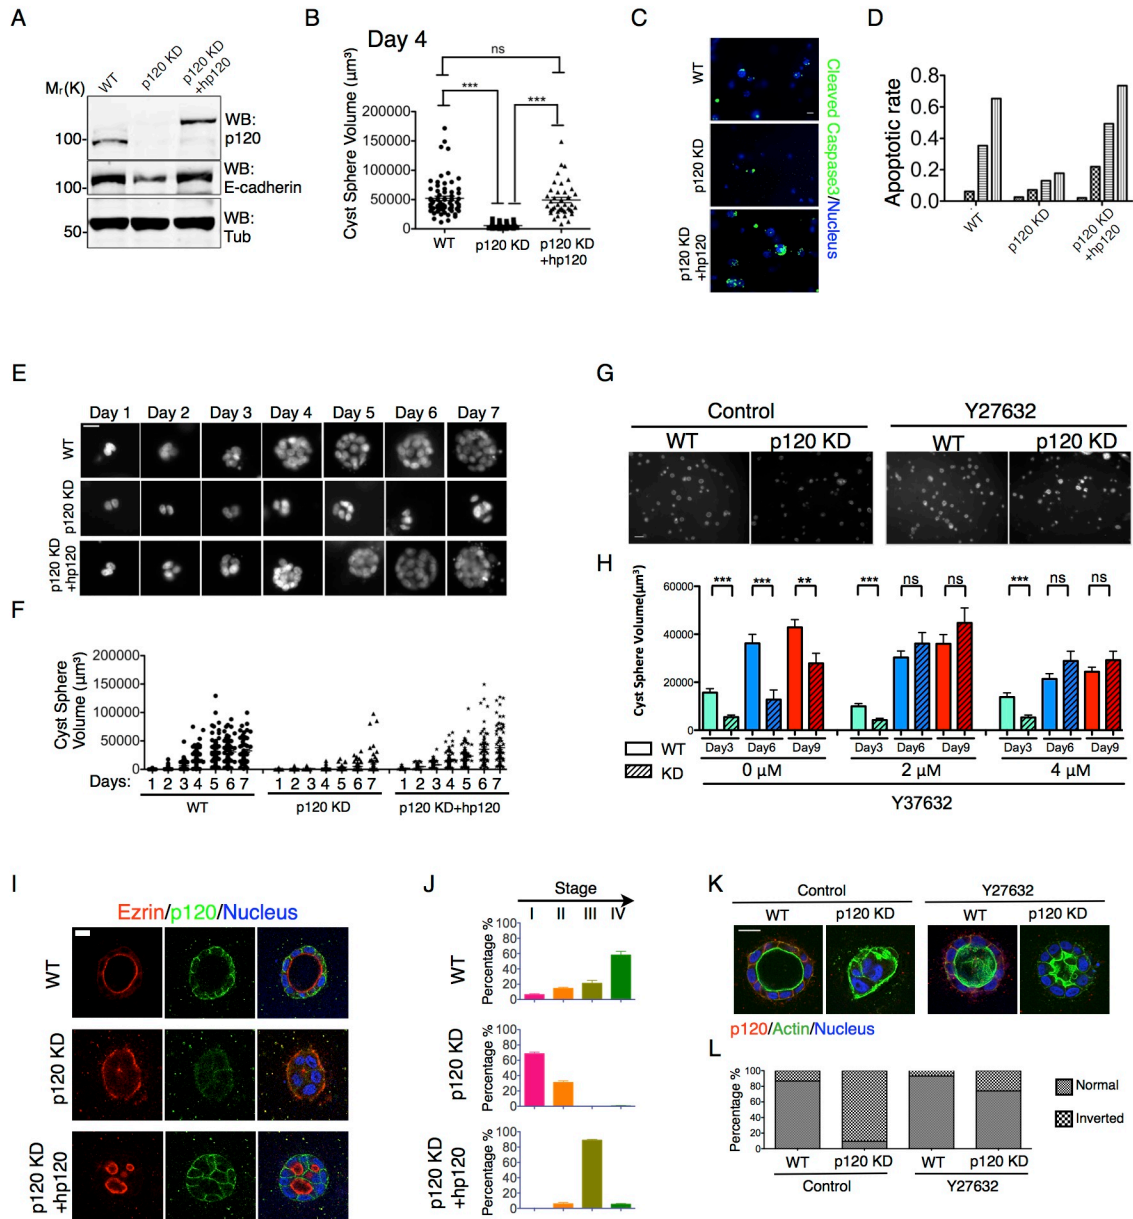 A
WT
p120 KD
p120 KD
+hp120
Mr(K)
100
WB:
p120
100
WB:
E-cadherin
50
WB:
Tub
B
Day 4
ns
***
***
Cyst Sphere Volume (µm³)
200000
150000
100000
50000
0
WT
p120 KD
p120 KD
+hp120
C
WT
p120 KD
p120 KD
+hp120
Cleaved Caspase3/Nucleus
D
Apoptotic rate
0.8
0.6
0.4
0.2
0.0
WT
p120 KD
p120 KD
+hp120
E
Day 1 Day 2 Day 3 Day 4 Day 5 Day 6 Day 7
WT
p120 KD
p120 KD
+hp120
F
Cyst Sphere
Volume (µm³)
200000
150000
100000
50000
0
Days: 1 2 3 4 5 6 7 1 2 3 4 5 6 7 1 2 3 4 5 6 7
WT p120 KD p120 KD+hp120
G
Control Y27632
WT p120 KD WT p120 KD
H
Cyst Sphere Volume(µm³)
60000
40000
20000
0
*** *** ** *** ns ns *** ns ns
Day3 Day6 Day9 Day3 Day6 Day9 Day3 Day6 Day9
WT
KD
0 µM 2 µM 4 µM
Y37632
I
Ezrin/p120/Nucleus
WT
p120 KD
p120 KD
+hp120
J
Stage
I II III IV
WT
Percentage %
100
80
60
40
20
0
p120 KD
Percentage %
100
80
60
40
20
0
p120 KD
+hp120
Percentage %
100
80
60
40
20
0
K
Control Y27632
WT p120 KD WT p120 KD
p120/Actin/Nucleus
L
Percentage %
100
80
60
40
20
0
WT p120 KD WT p120 KD
Control Y27632
Normal
Inverted